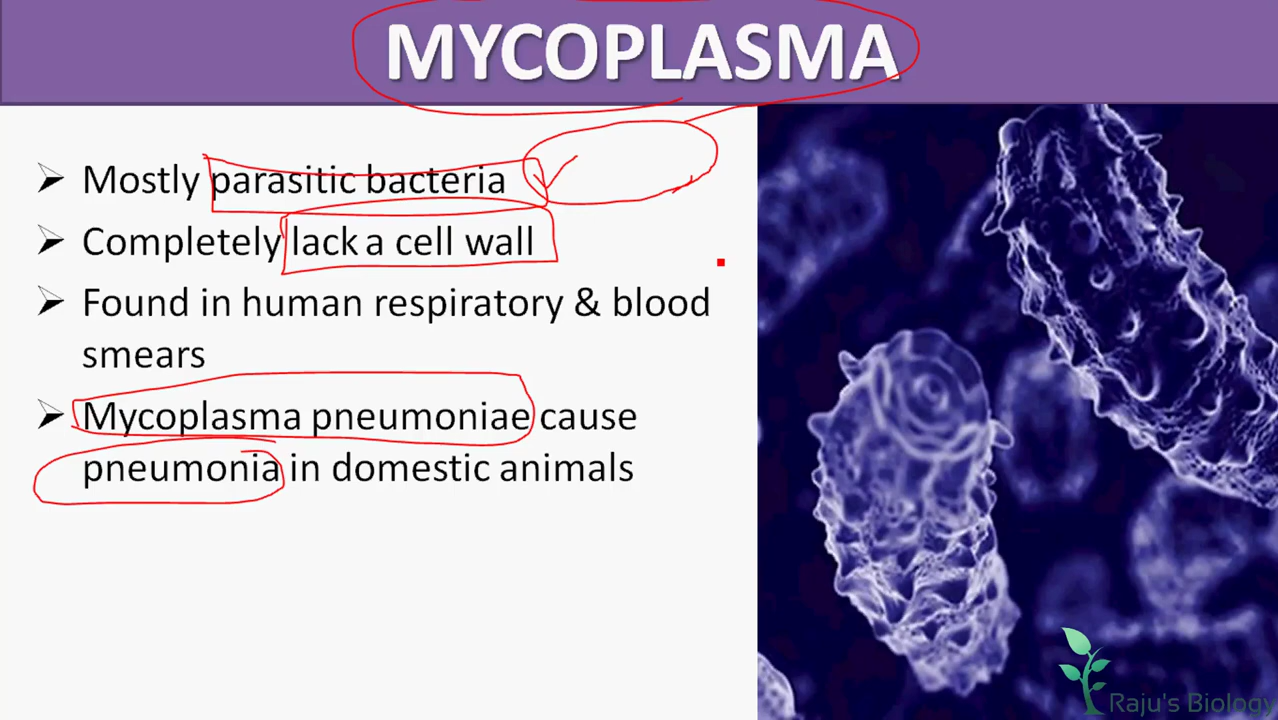 MYCOPLASMA
Mostly parasitic bacteria
Completely lack a cell wall
Found in human respiratory & blood
smears
Mycoplasma pneumoniae cause
pneumonia in domestic animals
Raju's Biology